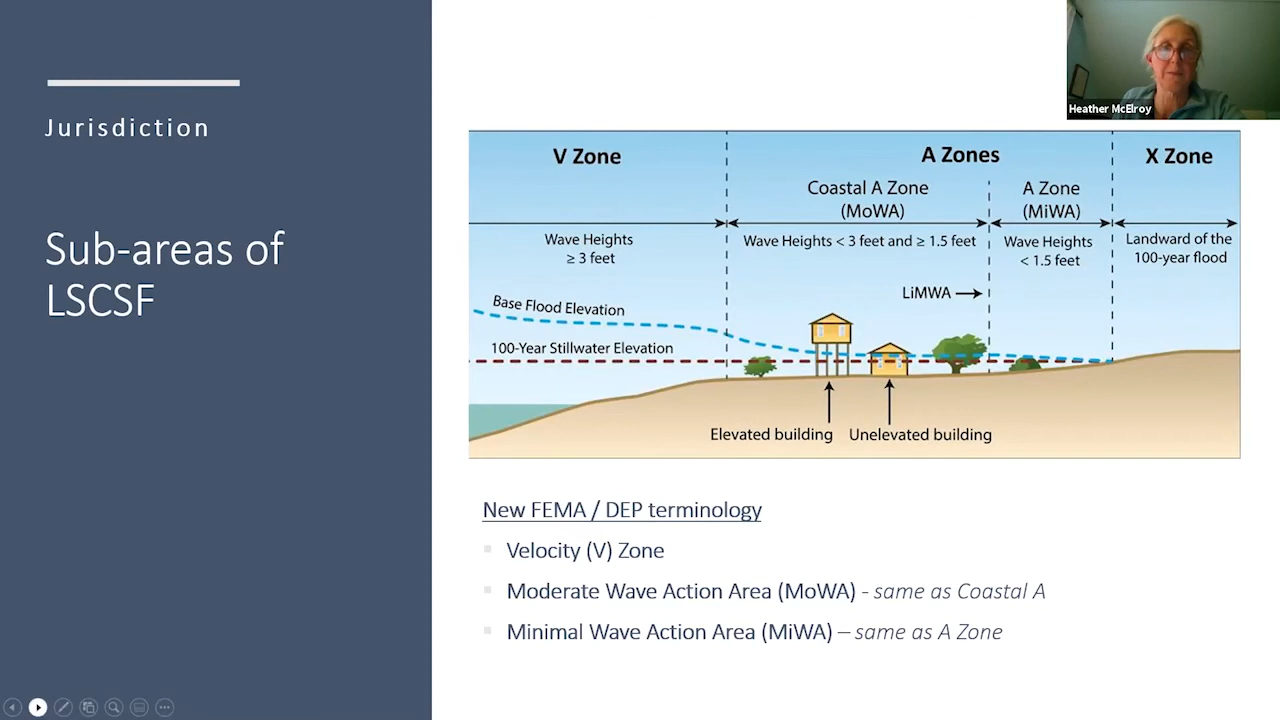 Jurisdiction
Sub-areas of
LSCSF
Heather McElroy
V Zone
A Zones
X Zone
Coastal A Zone
(MoWA)
A Zone
(MiWA)
Wave Heights
≥ 3 feet
Wave Heights < 3 feet and ≥ 1.5 feet
Wave Heights
< 1.5 feet
Landward of the
100-year flood
LiMWA
Base Flood Elevation
100-Year Stillwater Elevation
Elevated building
Unelevated building
New FEMA / DEP terminology
Velocity (V) Zone
Moderate Wave Action Area (MoWA) - same as Coastal A
Minimal Wave Action Area (MiWA) – same as A Zone